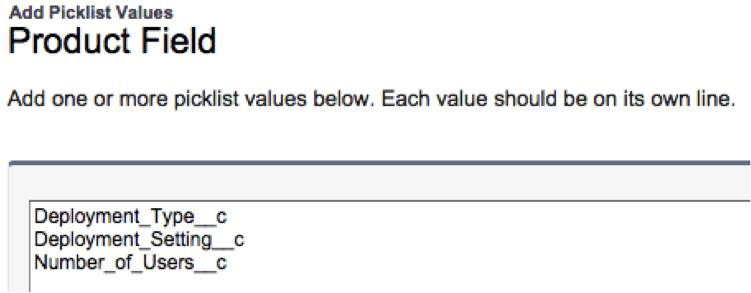 Add Picklist Values
Product Field
Add one or more picklist values below. Each value should be on its own line.
Deployment_Type__c
Deployment_Setting__c
Number_of_Users__c